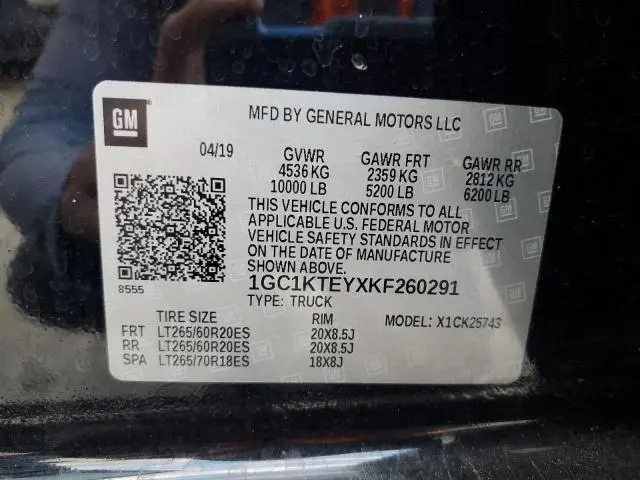 GM
MFD BY GENERAL MOTORS LLC
04/19
GVWR GAWR FRT GAWR RR
4536 KG 2359 KG 2812 KG
10000 LB 5200 LB 6200 LB
THIS VEHICLE CONFORMS TO ALL
APPLICABLE U.S. FEDERAL MOTOR
VEHICLE SAFETY STANDARDS IN EFFECT
ON THE DATE OF MANUFACTURE
SHOWN ABOVE.
8555
1GC1KTEYXKF260291
TYPE: TRUCK
TIRE SIZE RIM MODEL: X1CK25743
FRT LT265/60R20ES 20X8.5J
RR LT265/60R20ES 20X8.5J
SPA LT265/70R18ES 18X8J